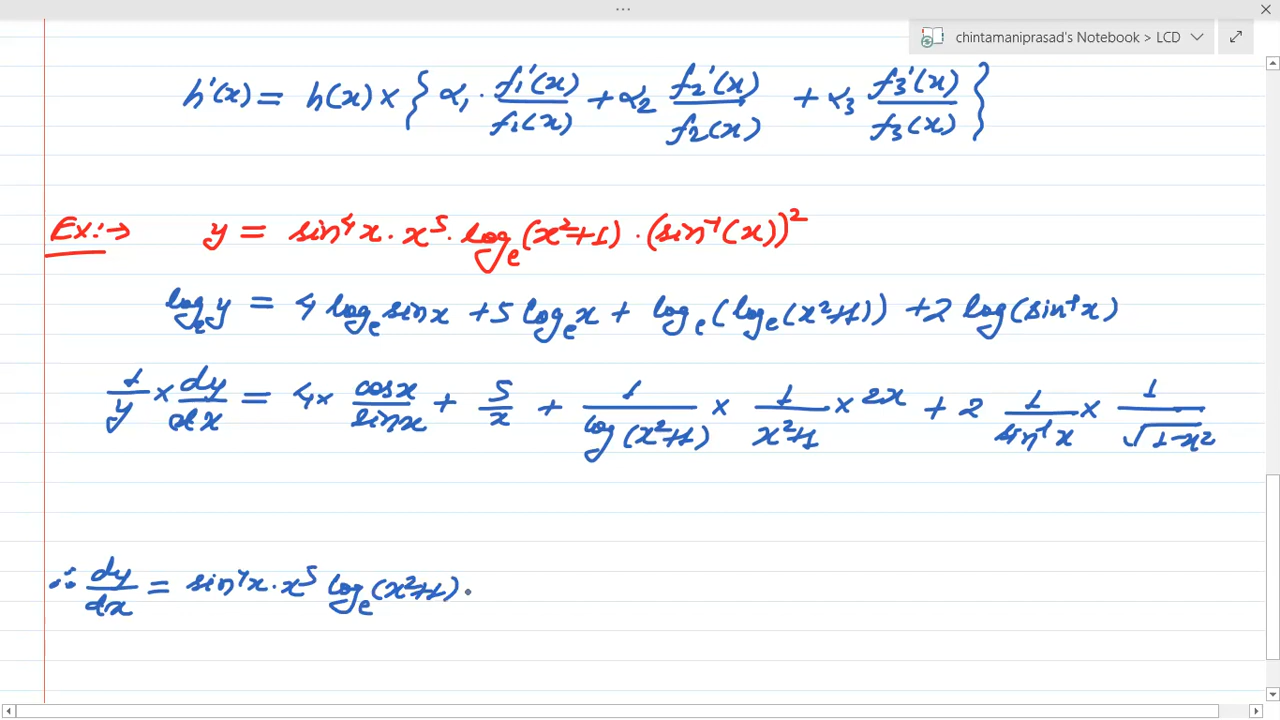 chintamaniprasad's Notebook > LCD
h'(x) = h(x) × { α₁ · f₁'(x)/f₁(x) + α₂ f₂'(x)/f₂(x) + α₃ f₃'(x)/f₃(x) }
Ex:→ y = sin⁴x · x⁵ · logₑ(x²+1) · (sin⁻¹(x))²
logₑy = 4 logₑ sinx + 5 logₑx + logₑ(logₑ(x²+1)) + 2 log(sin⁻¹x)
1/y × dy/dx = 4× cosx/sinx + 5/x + 1/log(x²+1) × 1/x²+1 × 2x + 2 1/sin⁻¹x × 1/√1-x²
∴ dy/dx = sin⁴x · x⁵ logₑ(x²+1) ·